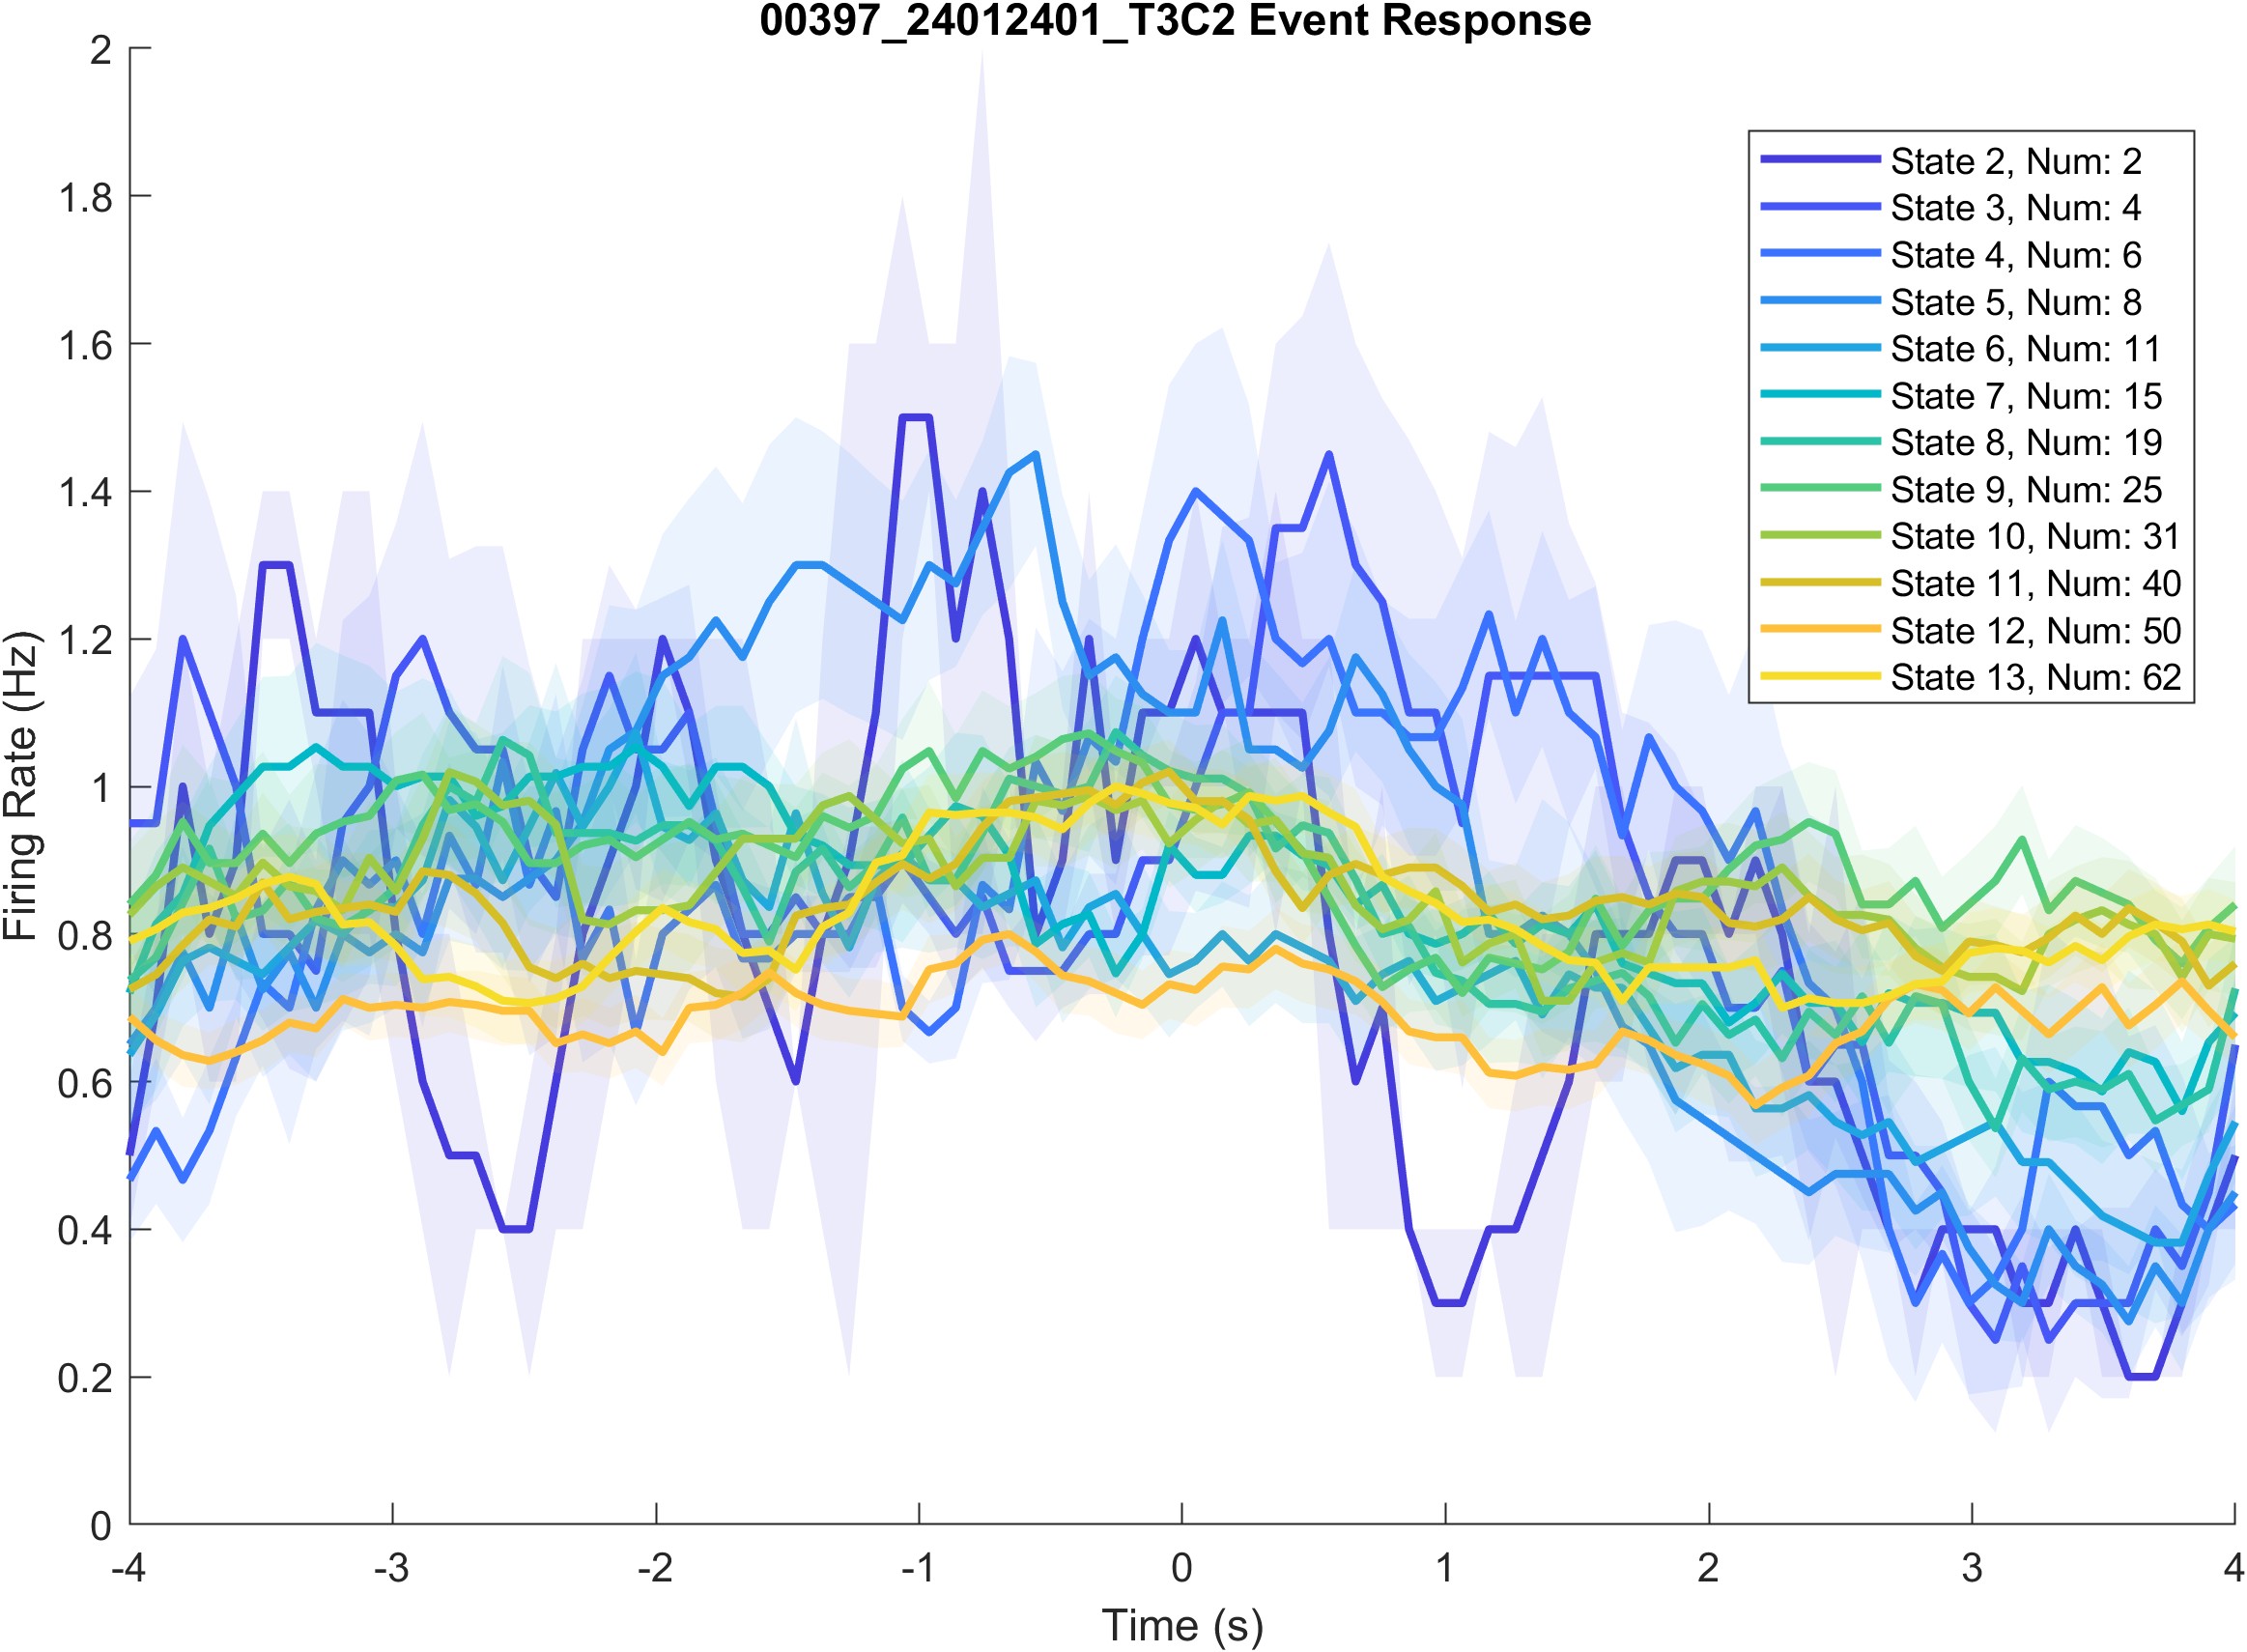 00397_24012401_T3C2 Event Response
2
1.8
1.6
1.4
1.2
1
0.8
0.6
0.4
0.2
0
Firing Rate (Hz)
State 2, Num: 2
State 3, Num: 4
State 4, Num: 6
State 5, Num: 8
State 6, Num: 11
State 7, Num: 15
State 8, Num: 19
State 9, Num: 25
State 10, Num: 31
State 11, Num: 40
State 12, Num: 50
State 13, Num: 62
-4 -3 -2 -1 0 1 2 3 4
Time (s)